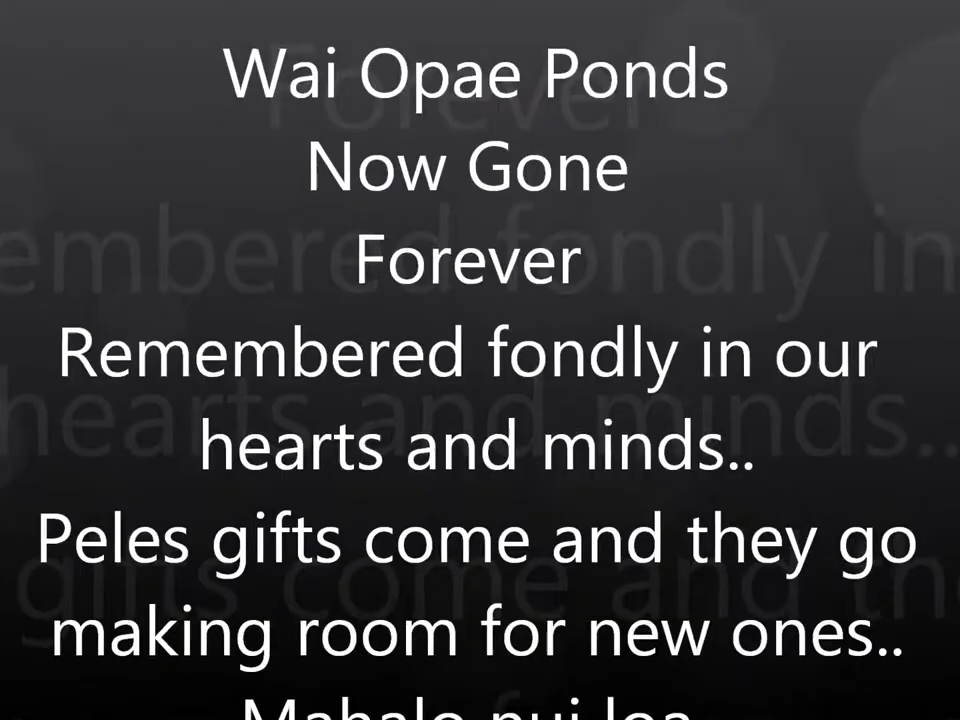 Wai Opae Ponds
Now Gone
Forever
Remembered fondly in our
hearts and minds..
Peles gifts come and they go
making room for new ones..
Mahalo nui loa